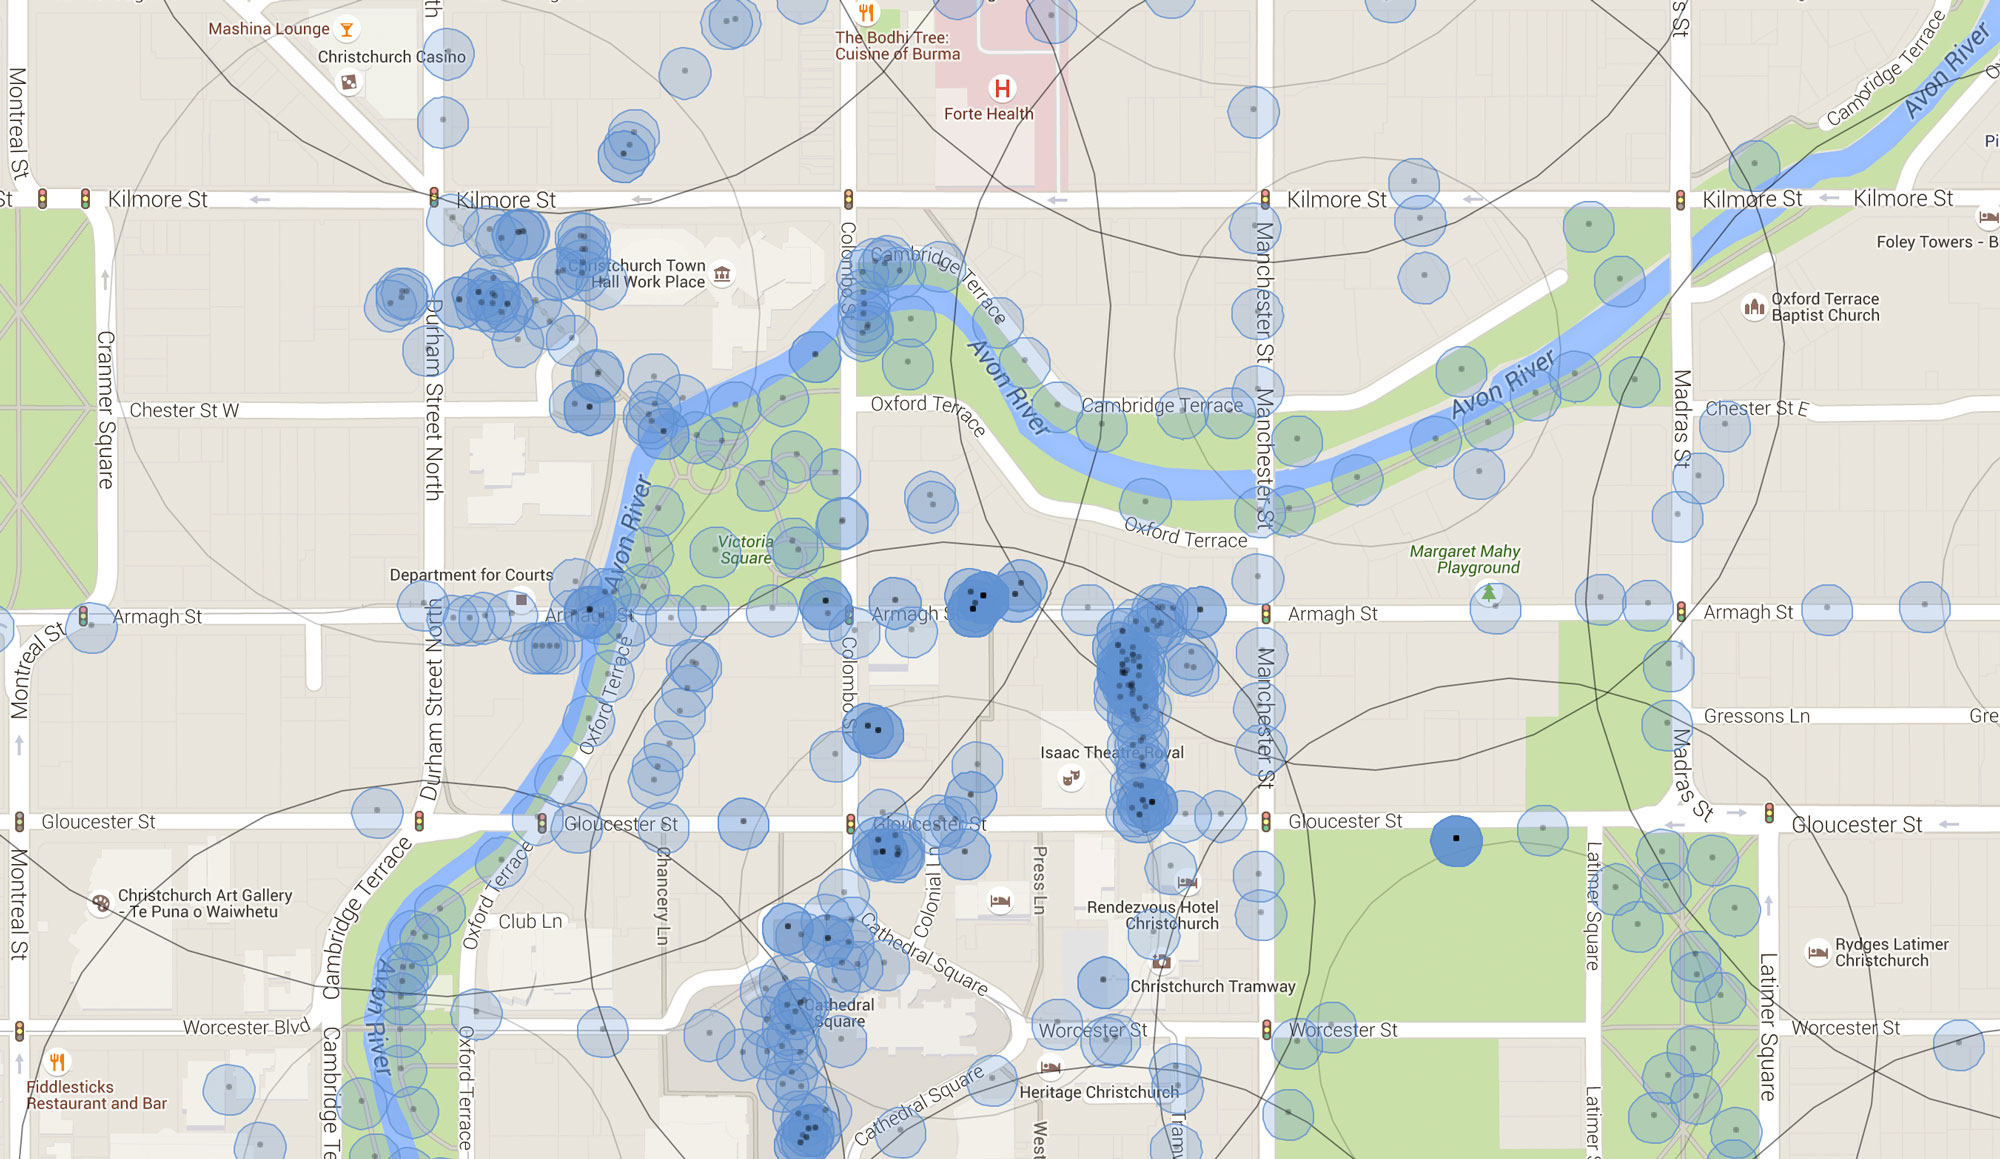 Mashina Lounge
Christchurch Casino
The Bodhi Tree:
Cuisine of Burma
H
Forte Health
Cambridge Terrace
Avon River
Montreal St
St
Kilmore St
Kilmore St
Kilmore St
Kilmore St
Kilmore St
Foley Towers - B
Christchurch Town
Hall Work Place
Colombo St
Cambridge Terrace
Manchester St
Oxford Terrace
Baptist Church
Cranmer Square
Durham Street North
Avon River
Avon River
Chester St W
Oxford Terrace
Cambridge Terrace
Manchester St
Madras St
Chester St E
Avon River
Victoria
Square
Oxford Terrace
Margaret Mahy
Playground
Department for Courts
Armagh St
Armagh St
Armagh St
Armagh St
Armagh St
Montreal St
Durham Street North
Oxford Terrace
Colombo St
Manchester St
Gressons Ln
Gre
Isaac Theatre Royal
Madras St
Gloucester St
Gloucester St
Gloucester St
Gloucester St
Gloucester St
Montreal St
Cambridge Terrace
Oxford Terrace
Chancery Ln
Press Ln
Latimer Square
Christchurch Art Gallery
- Te Puna o Waiwhetu
Club Ln
Cathedral Square
Rendezvous Hotel
Christchurch
Rydges Latimer
Christchurch
Avon River
Christchurch Tramway
Latimer Square
Cathedral
Square
Worcester Blvd
Worcester St
Worcester St
Worcester St
Oxford Terrace
Cambridge Te
Fiddlesticks
Restaurant and Bar
Heritage Christchurch
Cathedral Square
West
Tramw
Latimer S